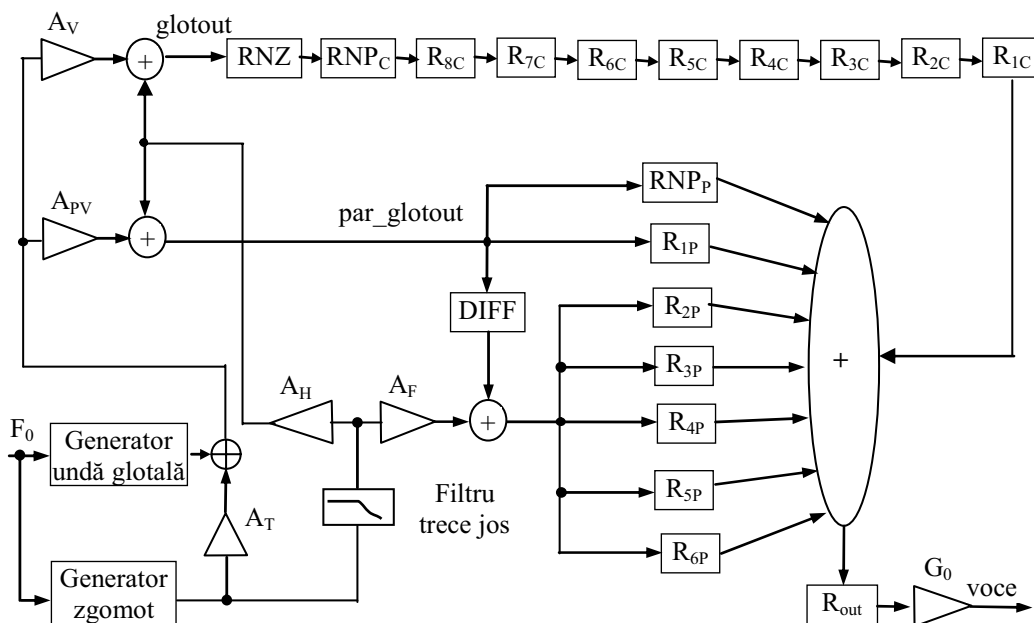 A_V
glotout
+
RNZ
RNP_C
R_8C
R_7C
R_6C
R_5C
R_4C
R_3C
R_2C
R_1C
A_PV
+
par_glotout
RNP_P
R_1P
DIFF
R_2P
R_3P
+
A_H
A_F
+
R_4P
F_0
Generator
undă glotală
A_T
Filtru
trece jos
R_5P
R_6P
Generator
zgomot
R_out
G_0
voce